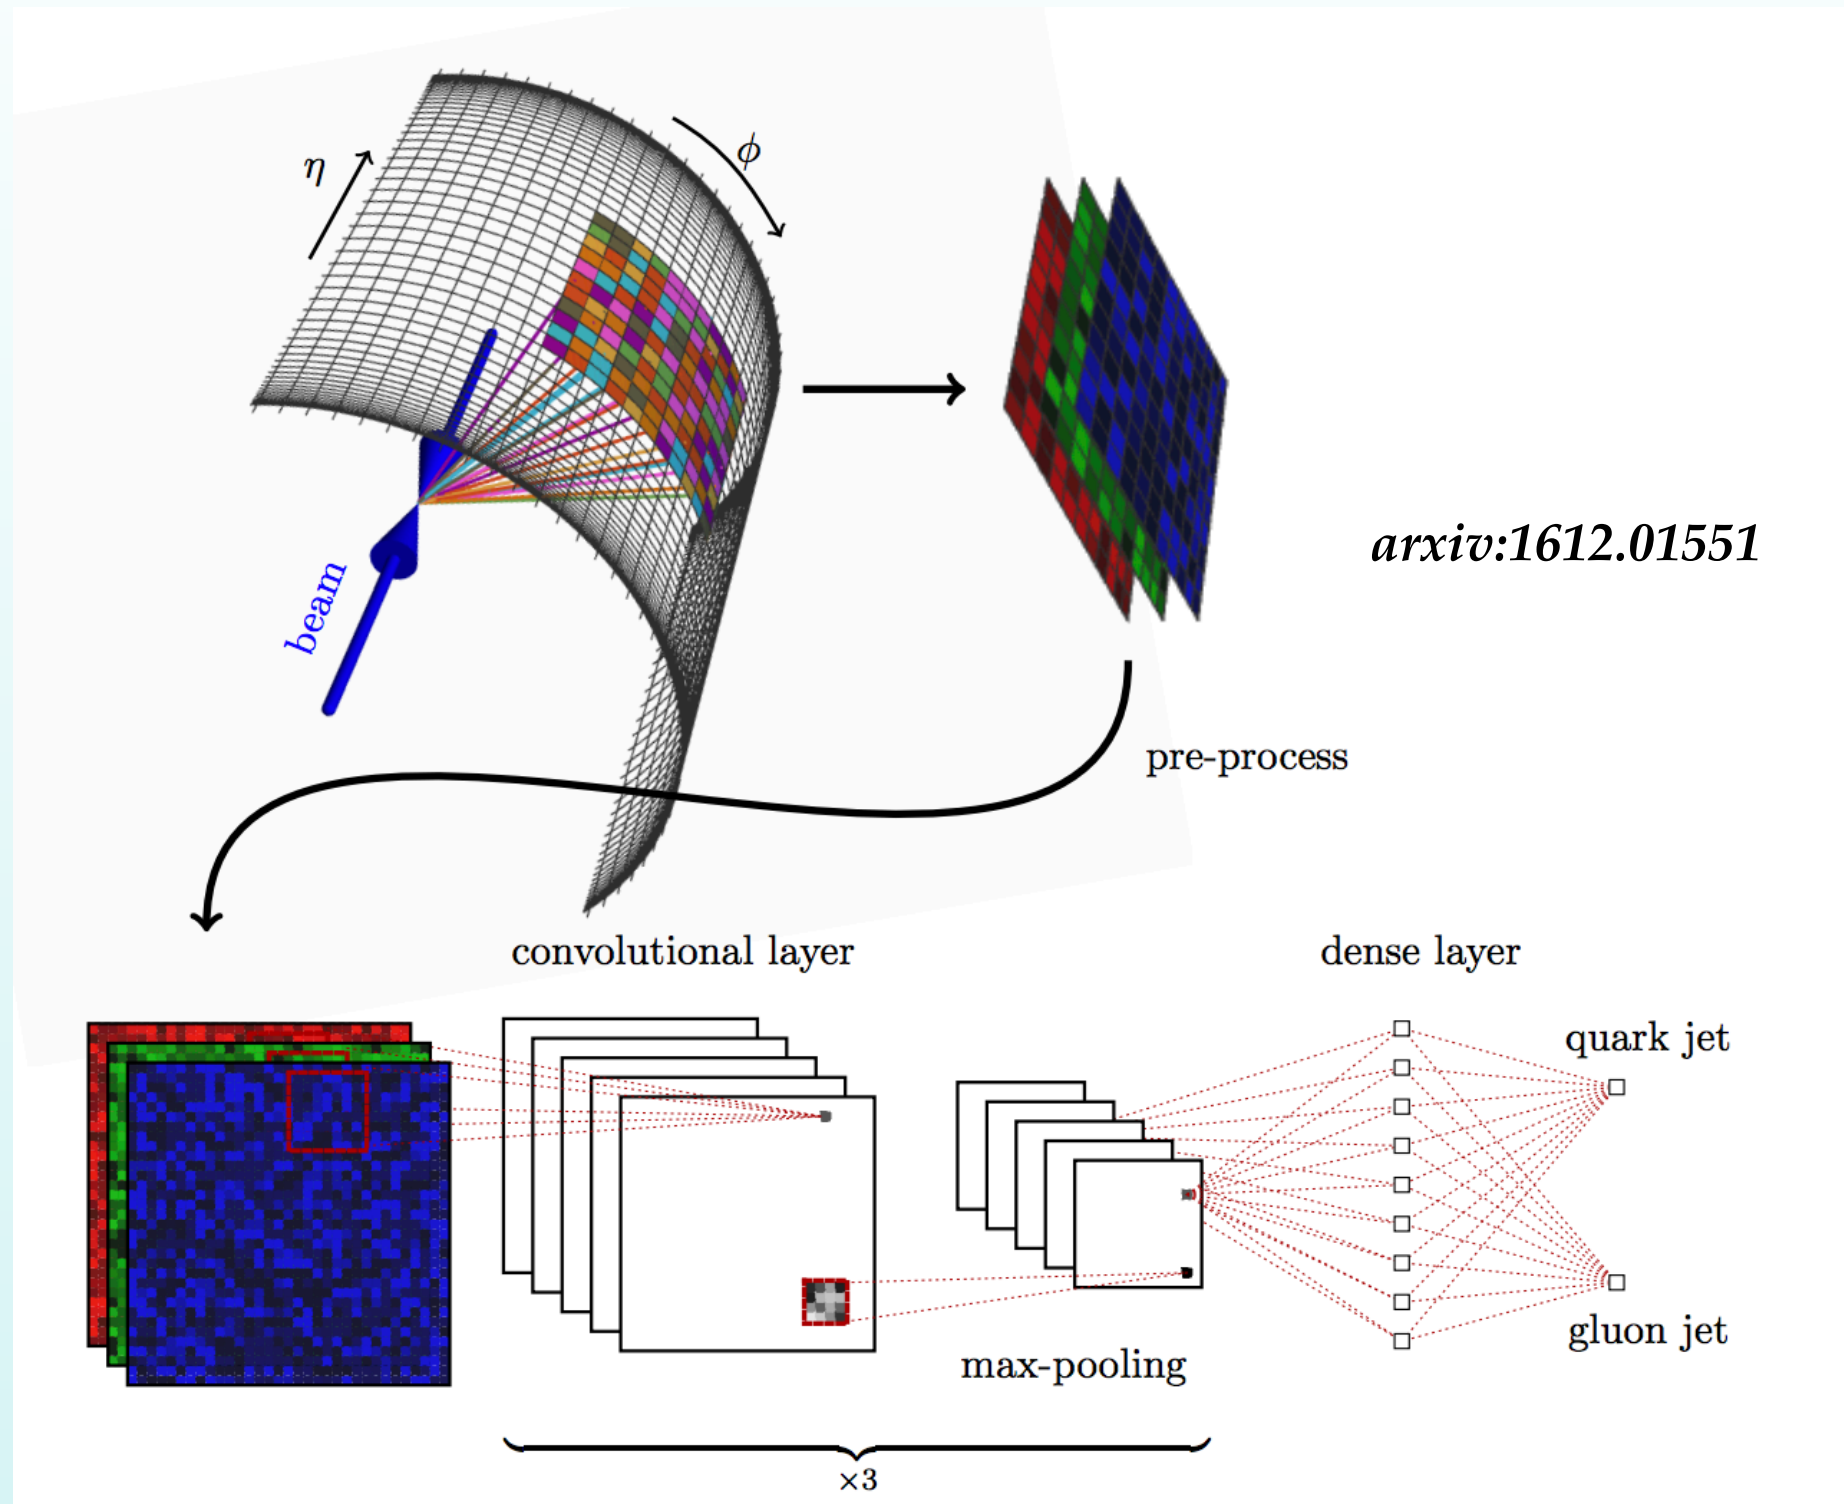 η
ϕ
beam
arxiv:1612.01551
pre-process
convolutional layer
dense layer
quark jet
gluon jet
max-pooling
×3